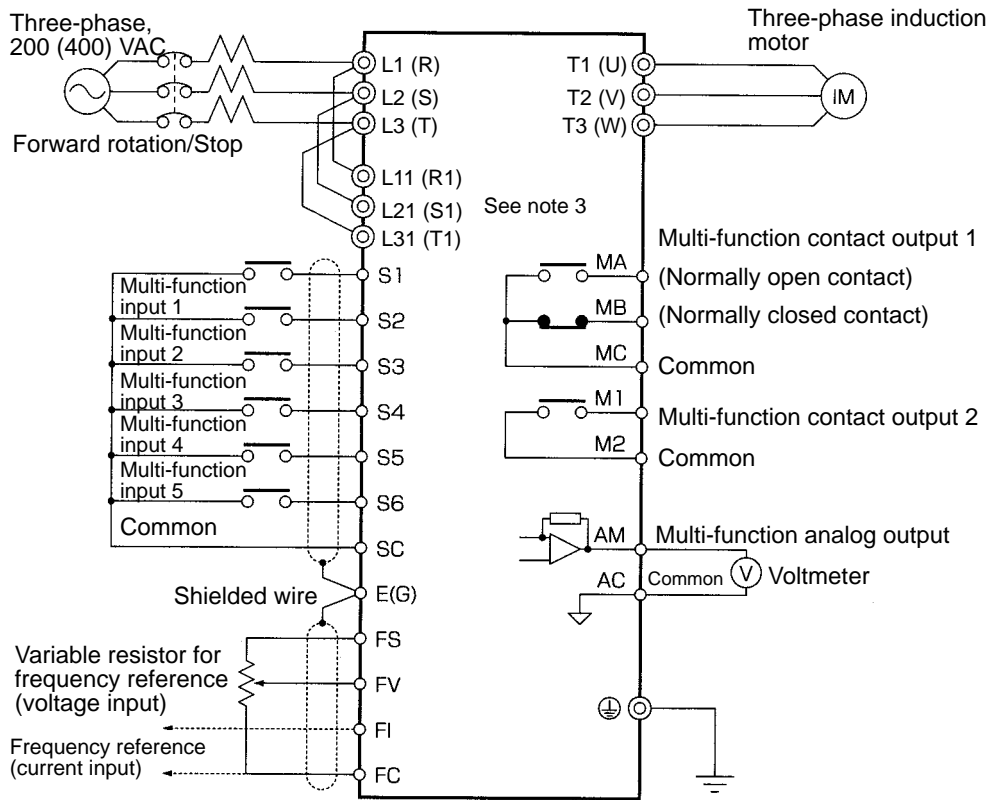 Three-phase,
200 (400) VAC
Forward rotation/Stop
L1 (R)
L2 (S)
L3 (T)
L11 (R1)
L21 (S1)
L31 (T1)
See note 3
T1 (U)
T2 (V)
T3 (W)
Three-phase induction
motor
IM
S1
Multi-function
input 1
S2
Multi-function
input 2
S3
Multi-function
input 3
S4
Multi-function
input 4
S5
Multi-function
input 5
S6
Common
SC
Shielded wire
E(G)
FS
Variable resistor for
frequency reference
(voltage input)
FV
FI
Frequency reference
(current input)
FC
Multi-function contact output 1
MA
(Normally open contact)
MB
(Normally closed contact)
MC
Common
M1
Multi-function contact output 2
M2
Common
AM
Multi-function analog output
AC
Common
V
Voltmeter